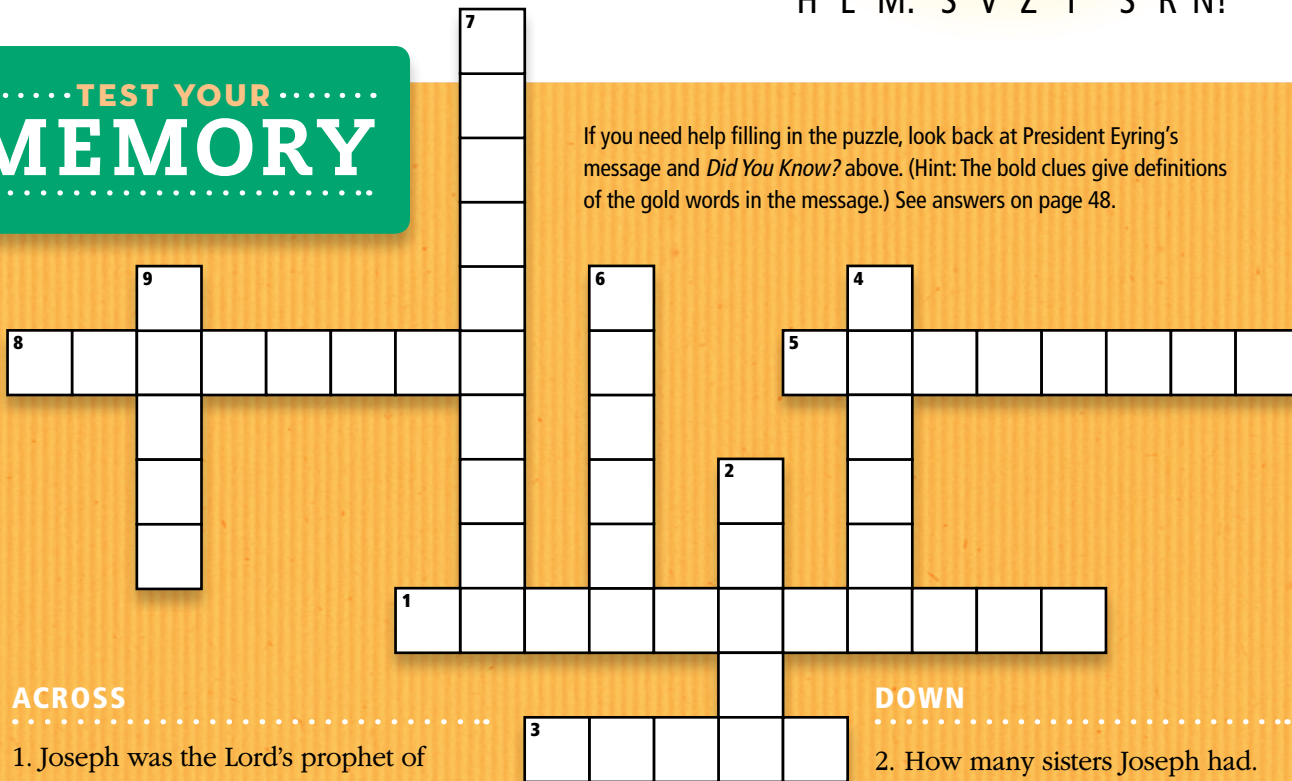 TEST YOUR
MEMORY
If you need help filling in the puzzle, look back at President Eyring's
message and Did You Know? above. (Hint: The bold clues give definitions
of the gold words in the message.) See answers on page 48.
7
9
6
4
8
5
2
1
3
ACROSS
1. Joseph was the Lord's prophet of
DOWN
2. How many sisters Joseph had.